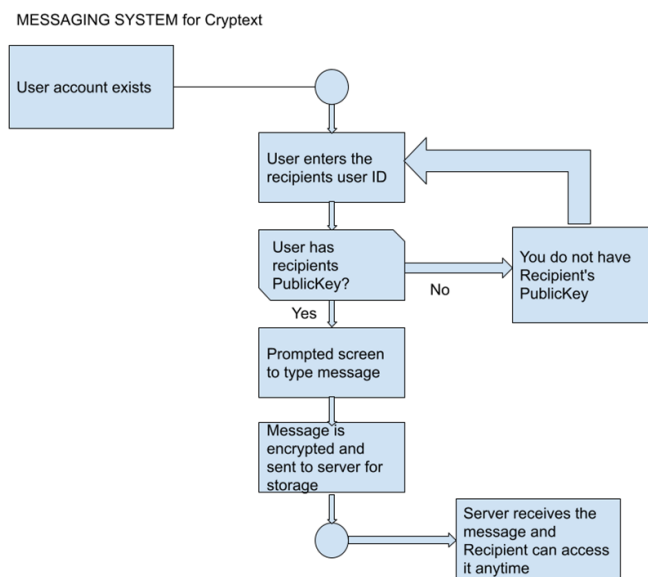 MESSAGING SYSTEM for Cryptext
User account exists
User enters the
recipients user ID
User has
recipients
PublicKey?
No
You do not have
Recipient's
PublicKey
Yes
Prompted screen
to type message
Message is
encrypted and
sent to server for
storage
Server receives the
message and
Recipient can access
it anytime